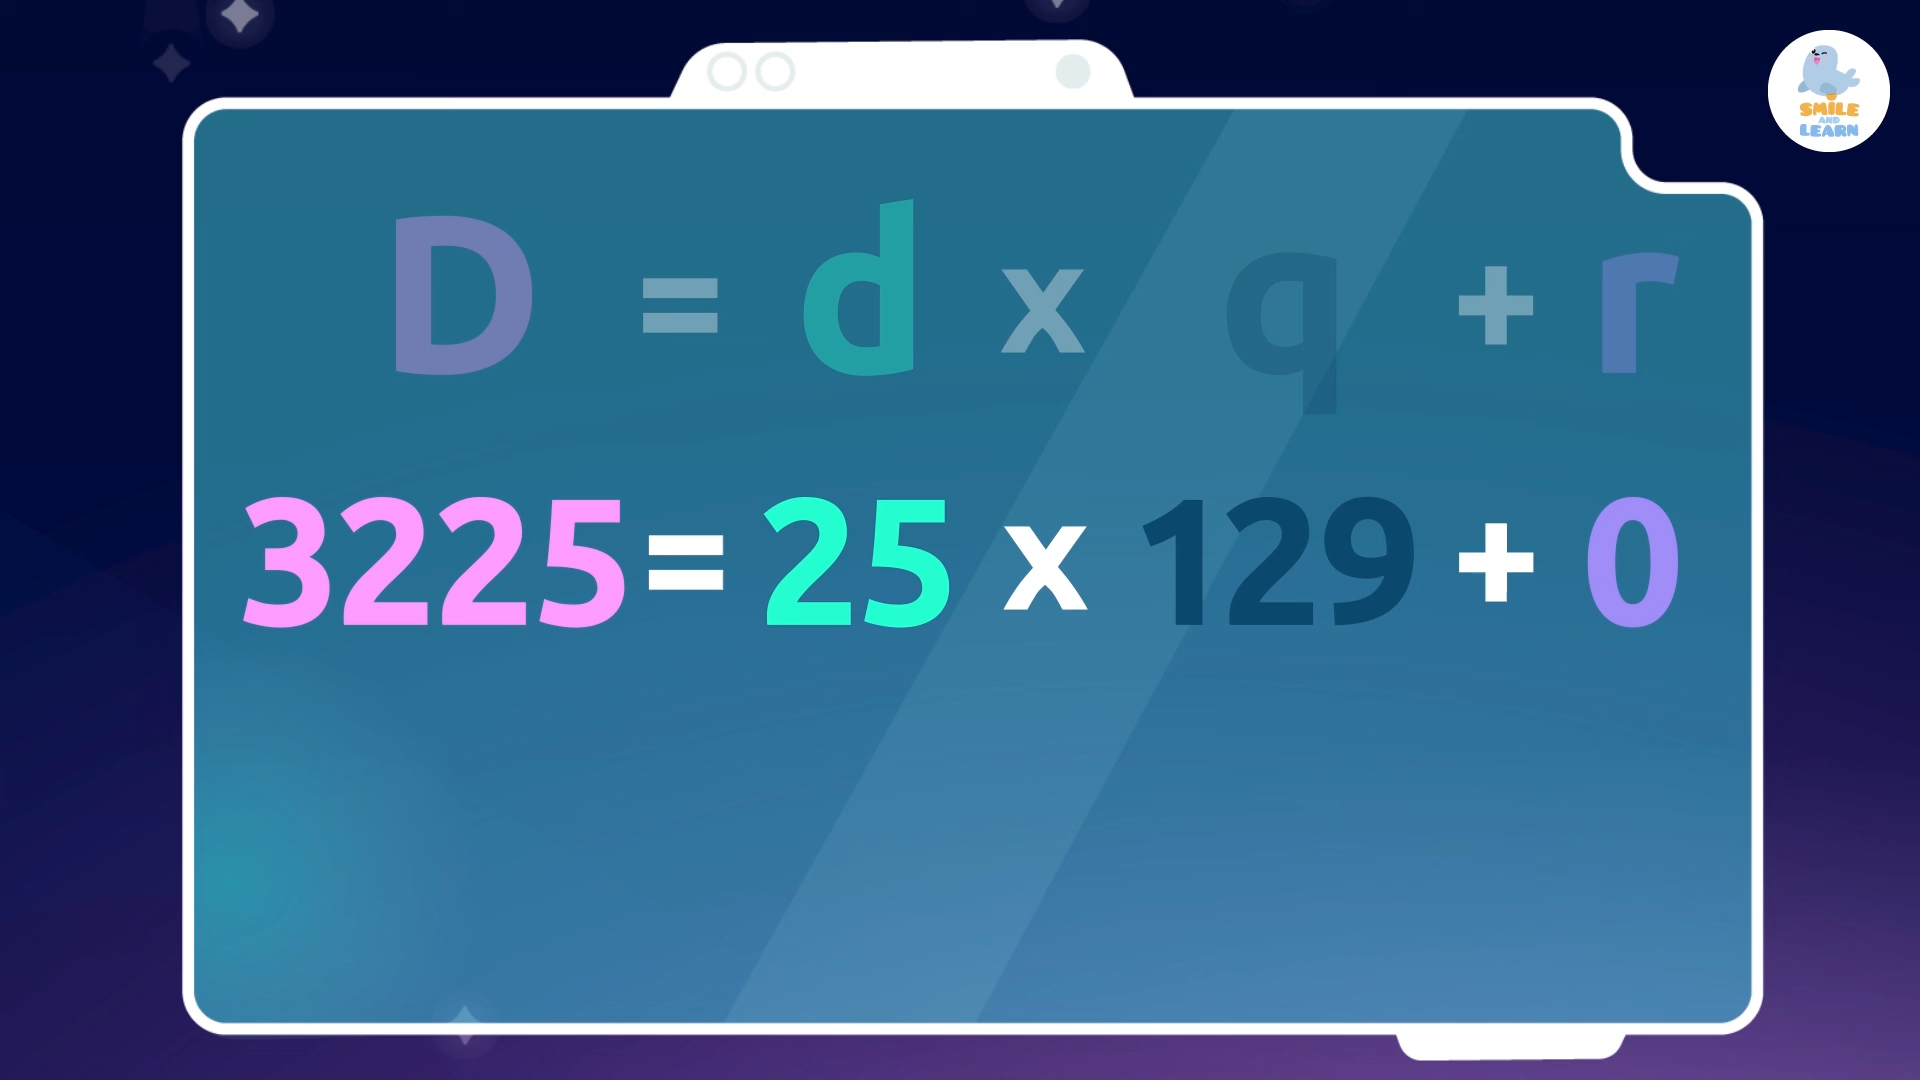 SMILE
AND
LEARN
D = d x q + r
3225 = 25 x 129 + 0